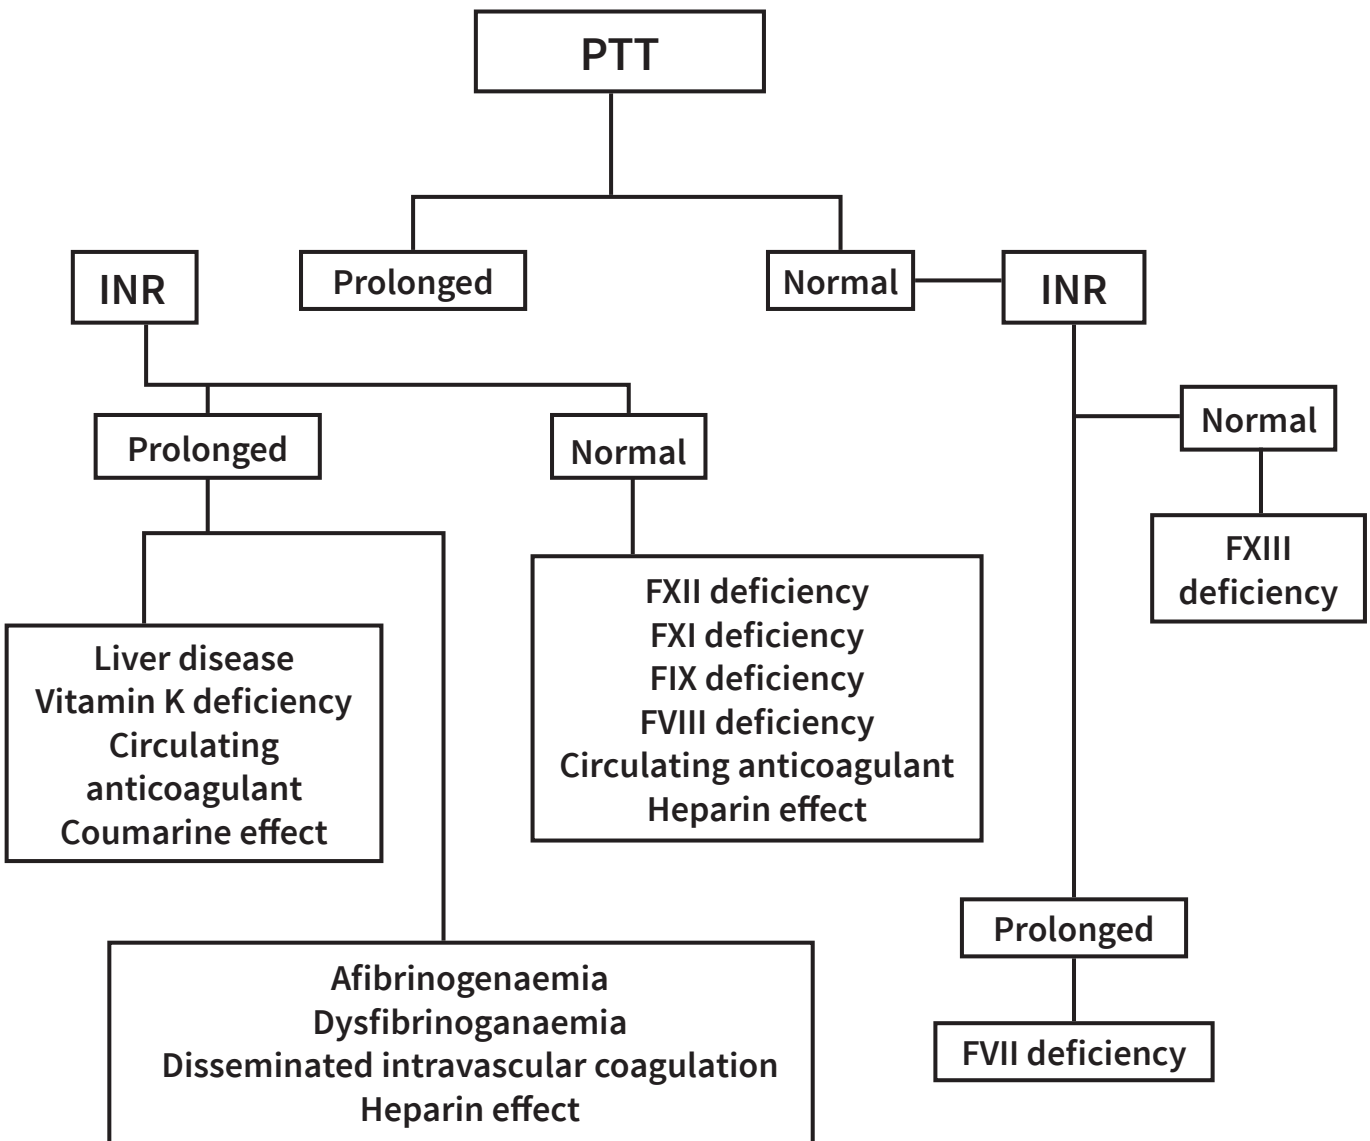 PTT
INR
Prolonged
Normal
INR
Prolonged
Normal
Normal
FXIII
deficiency
FXII deficiency
FXI deficiency
FIX deficiency
FVIII deficiency
Circulating anticoagulant
Heparin effect
Liver disease
Vitamin K deficiency
Circulating
anticoagulant
Coumarine effect
Prolonged
FVII deficiency
Afibrinogenaemia
Dysfibrinoganaemia
Disseminated intravascular coagulation
Heparin effect